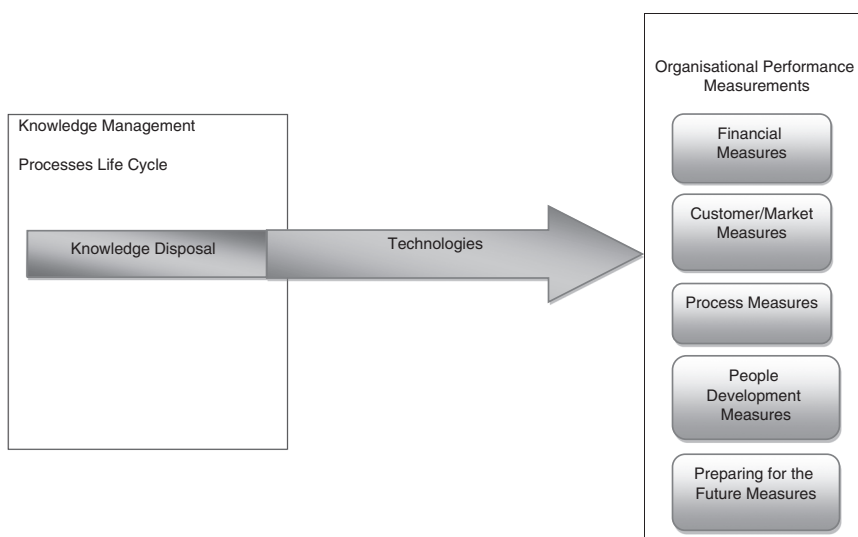 Knowledge Management
Processes Life Cycle
Knowledge Disposal
Technologies
Organisational Performance
Measurements
Financial
Measures
Customer/Market
Measures
Process Measures
People
Development
Measures
Preparing for the
Future Measures